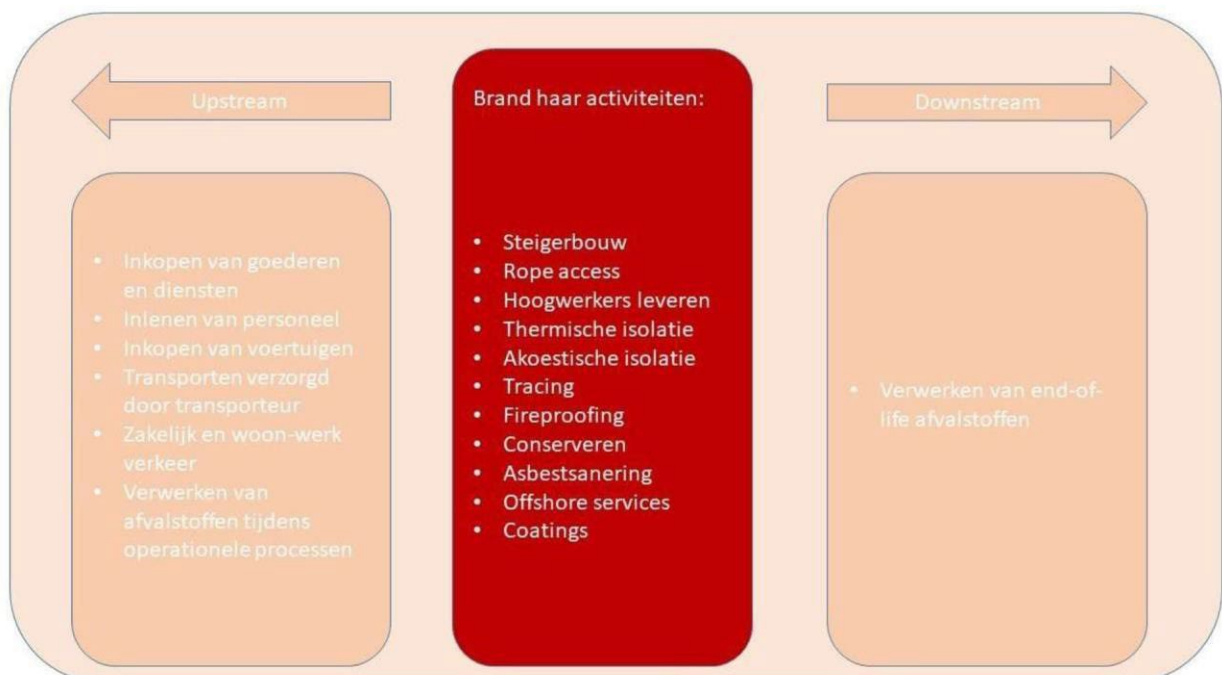 Upstream
• Inkopen van goederen
en diensten
• Inlenen van personeel
• Inkopen van voertuigen
• Transporten verzorgd
door transporteur
• Zakelijk en woon-werk
verkeer
• Verwerken van
afvalstoffen tijdens
operationele processen
Brand haar activiteiten:
• Steigerbouw
• Rope access
• Hoogwerkers leveren
• Thermische isolatie
• Akoestische isolatie
• Tracing
• Fireproofing
• Conserveren
• Asbestsanering
• Offshore services
• Coatings
Downstream
• Verwerken van end-of-
life afvalstoffen